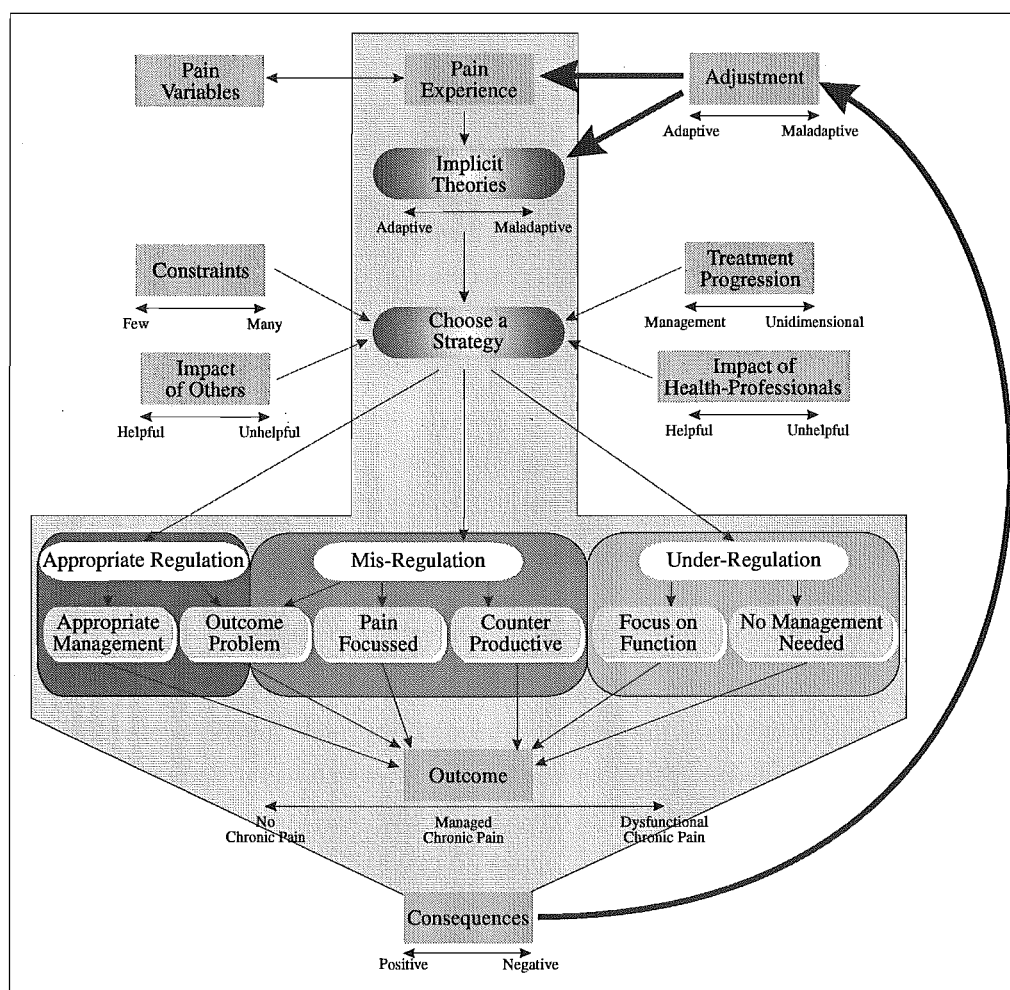 Pain
Variables
Pain
Experience
Adjustment
Adaptive Maladaptive
Implicit
Theories
Adaptive Maladaptive
Constraints
Few Many
Treatment
Progression
Management Unidimensional
Choose a
Strategy
Impact
of Others
Helpful Unhelpful
Impact of
Health-Professionals
Helpful Unhelpful
Appropriate Regulation
Mis-Regulation
Under-Regulation
Appropriate
Management
Outcome
Problem
Pain
Focussed
Counter
Productive
Focus on
Function
No Management
Needed
Outcome
No
Chronic Pain
Managed
Chronic Pain
Dysfunctional
Chronic Pain
Consequences
Positive Negative